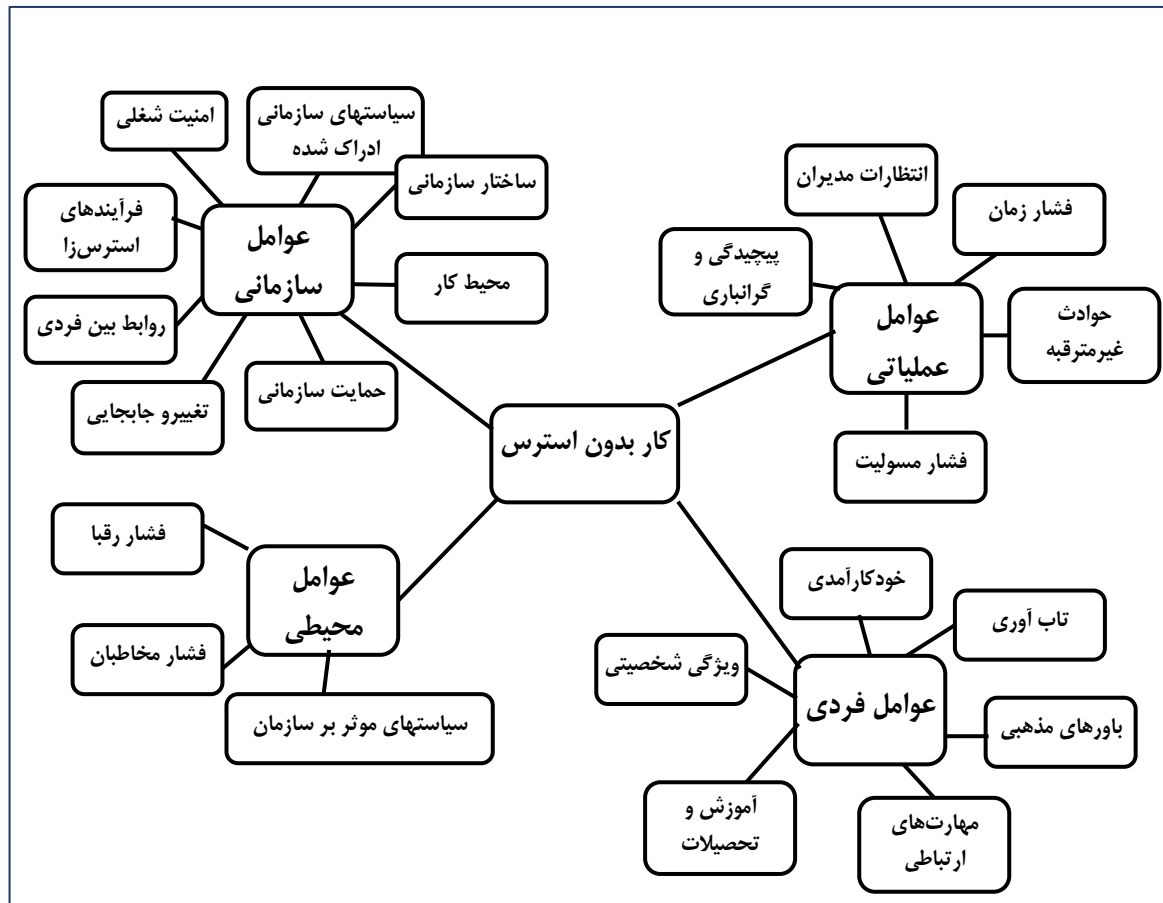 امنیت شغلی
سیاستهای سازمانی
ادراک شده
ساختار سازمانی
فرآیندهای
استرس‌زا
عوامل
سازمانی
محیط کار
روابط بین فردی
تغییرو جابجایی
حمایت سازمانی
انتظارات مدیران
فشار زمان
پیچیدگی و
گرانباری
عوامل
عملیاتی
حوادث
غیرمترقبه
فشار مسولیت
کار بدون استرس
فشار رقبا
عوامل
محیطی
فشار مخاطبان
سیاستهای موثر بر سازمان
خودکارآمدی
تاب آوری
ویژگی شخصیتی
عوامل فردی
باورهای مذهبی
آموزش و
تحصیلات
مهارت‌های
ارتباطی